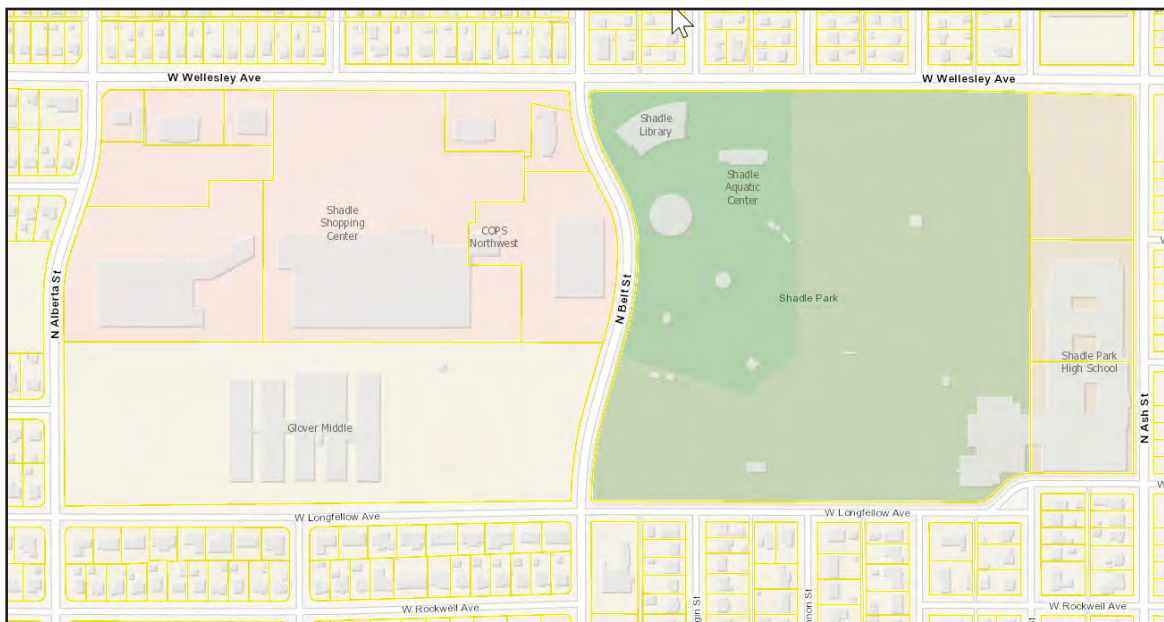 W Wellesley Ave
W Wellesley Ave
Shadle
Library
Shadle
Aquatic
Center
Shadle
Shopping
Center
COPS
Northwest
N Alberta St
N Belt St
Shadle Park
Shadle Park
High School
N Ash St
Glover Middle
W Longfellow Ave
W Longfellow Ave
W Rockwell Ave
W Rockwell Ave